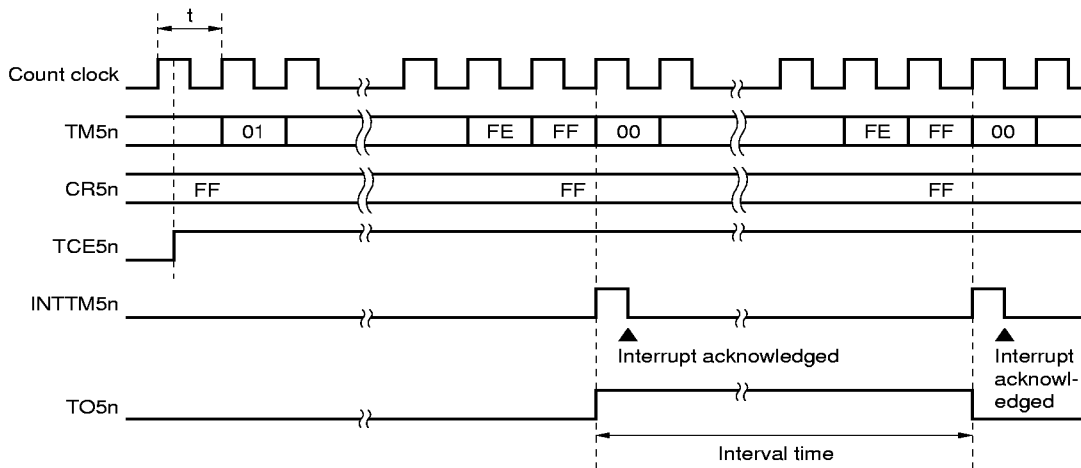 t
Count clock
TM5n 01 FE FF 00 FE FF 00
CR5n FF FF FF
TCE5n
INTTM5n
Interrupt acknowledged
Interrupt
acknowl-
edged
TO5n
Interval time